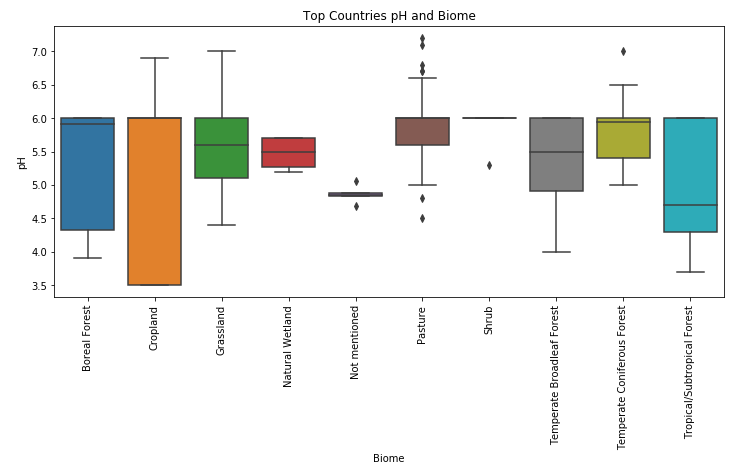 Top Countries pH and Biome
7.0
6.5
6.0
5.5
5.0
4.5
4.0
3.5
pH
Boreal Forest
Cropland
Grassland
Natural Wetland
Not mentioned
Pasture
Shrub
Temperate Broadleaf Forest
Temperate Coniferous Forest
Tropical/Subtropical Forest
Biome